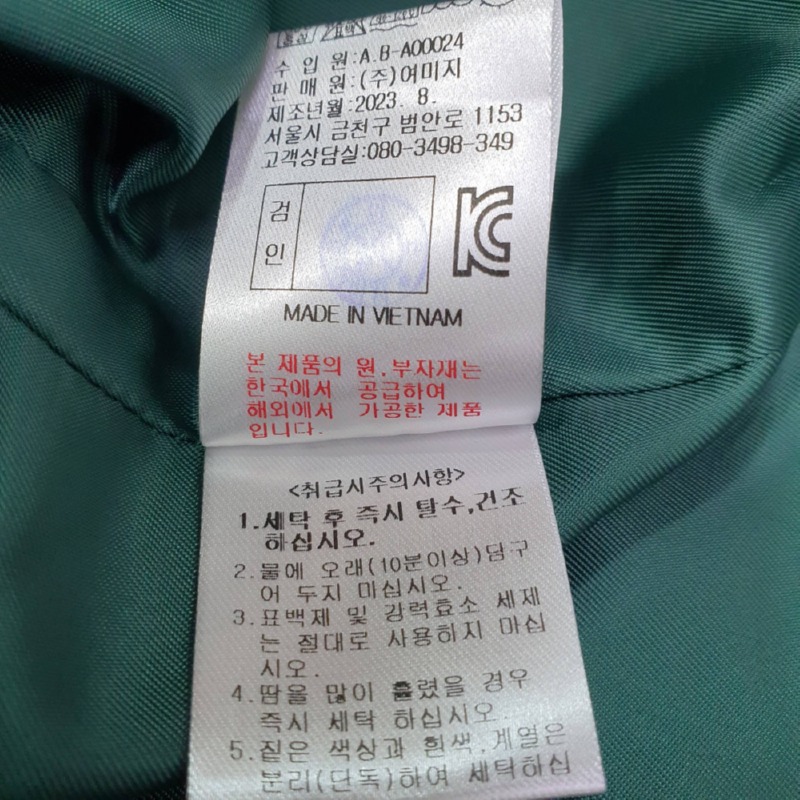 수 입 원:A.B-A00024
판 매 원:(주)여미지
제조년월:2023. 8.
서울시 금천구 범안로 1153
고객상담실:080-3498-349
검
인
KC
MADE IN VIETNAM
본 제품의 원.부자재는
한국에서 공급하여
해외에서 가공한 제품
입니다.
<취급시주의사항>
1.세탁 후 즉시 탈수,건조
하십시오.
2.물에 오래(10분이상)담구
어 두지 마십시오.
3.표백제 및 강력효소 세제
는 절대로 사용하지 마십
시오.
4.땀을 많이 흘렸을 경우
즉시 세탁 하십시오.
5.짙은 색상과 흰색.계열은
분리(단독)하여 세탁하십